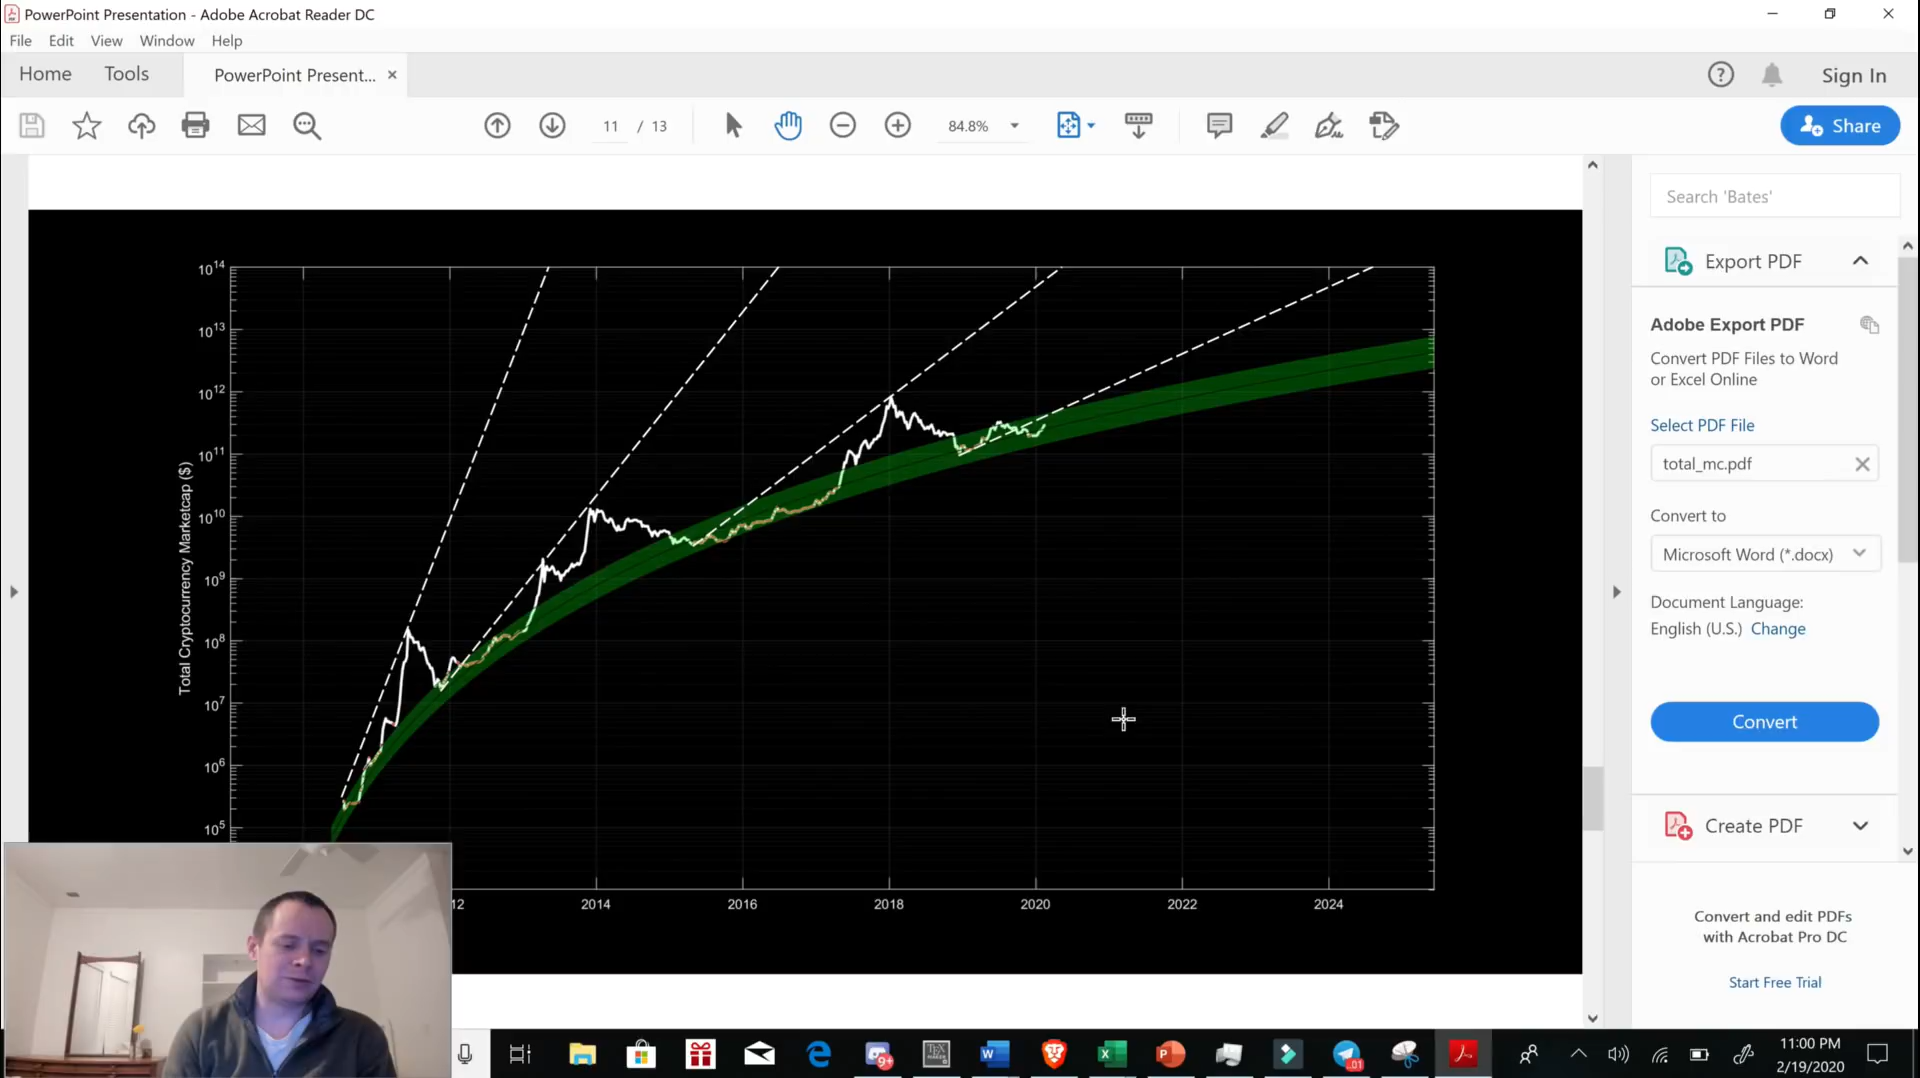 PowerPoint Presentation - Adobe Acrobat Reader DC
File Edit View Window Help
Home Tools PowerPoint Present... ×
Sign In
11 / 13 84.8%
Share
Search 'Bates'
Export PDF
Adobe Export PDF
Convert PDF Files to Word
or Excel Online
Select PDF File
total_mc.pdf
Convert to
Microsoft Word (*.docx)
Document Language:
English (U.S.) Change
Convert
Create PDF
Convert and edit PDFs
with Acrobat Pro DC
Start Free Trial
Total Cryptocurrency Marketcap ($)
10^14
10^13
10^12
10^11
10^10
10^9
10^8
10^7
10^6
10^5
12 2014 2016 2018 2020 2022 2024
11:00 PM
2/19/2020